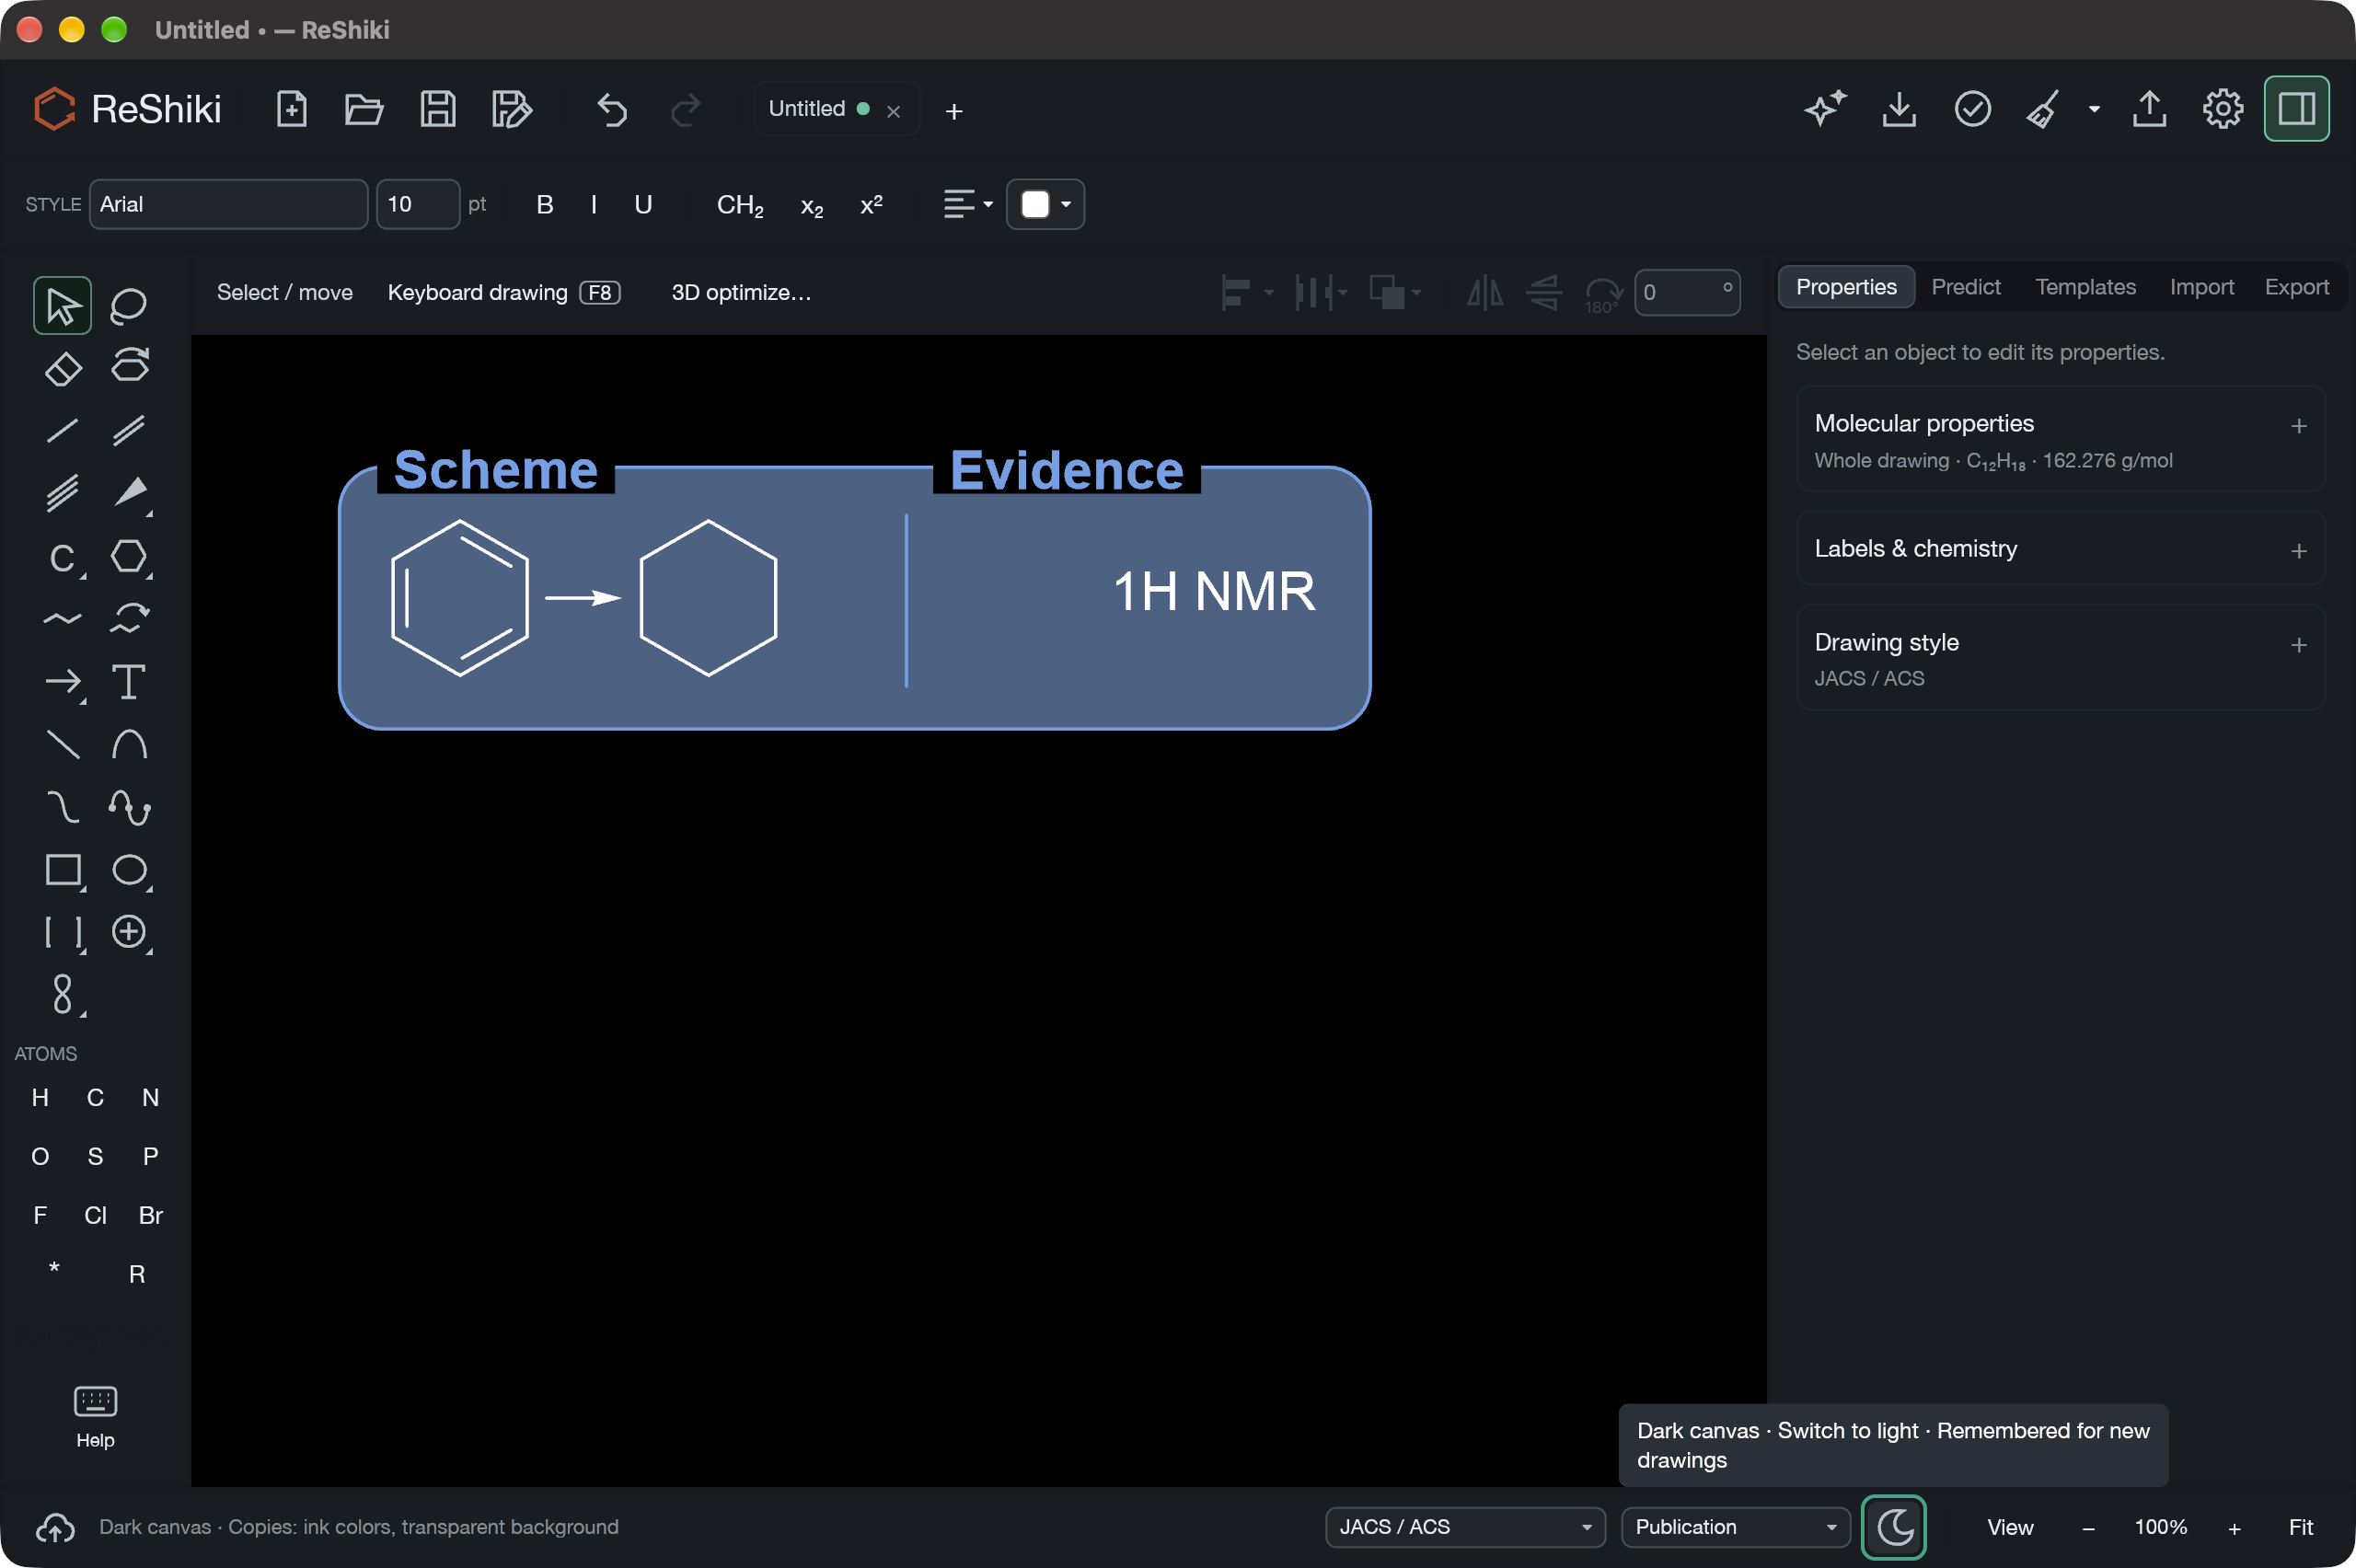 Untitled • — ReShiki
ReShiki
Untitled
STYLE Arial 10 pt B I U CH₂ x₂ x²
Select / move Keyboard drawing F8 3D optimize... 180° 0 °
Properties Predict Templates Import Export
Select an object to edit its properties.
Molecular properties +
Whole drawing · C₁₂H₁₈ · 162.276 g/mol
Labels & chemistry +
Drawing style +
JACS / ACS
Scheme Evidence
1H NMR
C
T
ATOMS
H C N
O S P
F Cl Br
* R
Help
Dark canvas · Switch to light · Remembered for new
drawings
Dark canvas · Copies: ink colors, transparent background
JACS / ACS Publication View – 100% + Fit